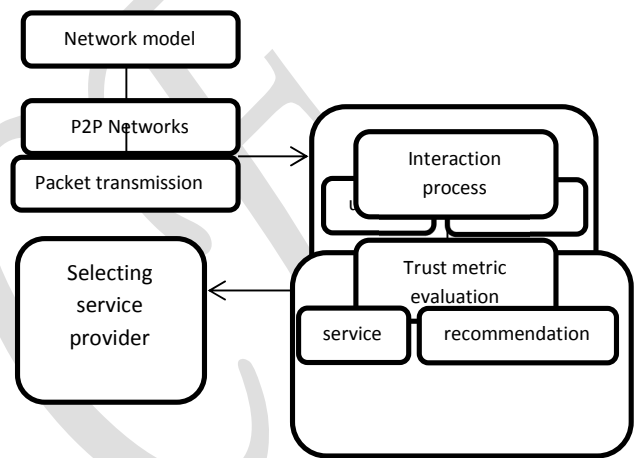 Network model
P2P Networks
Packet transmission
Interaction
process
Selecting
service
provider
Trust metric
evaluation
service
recommendation